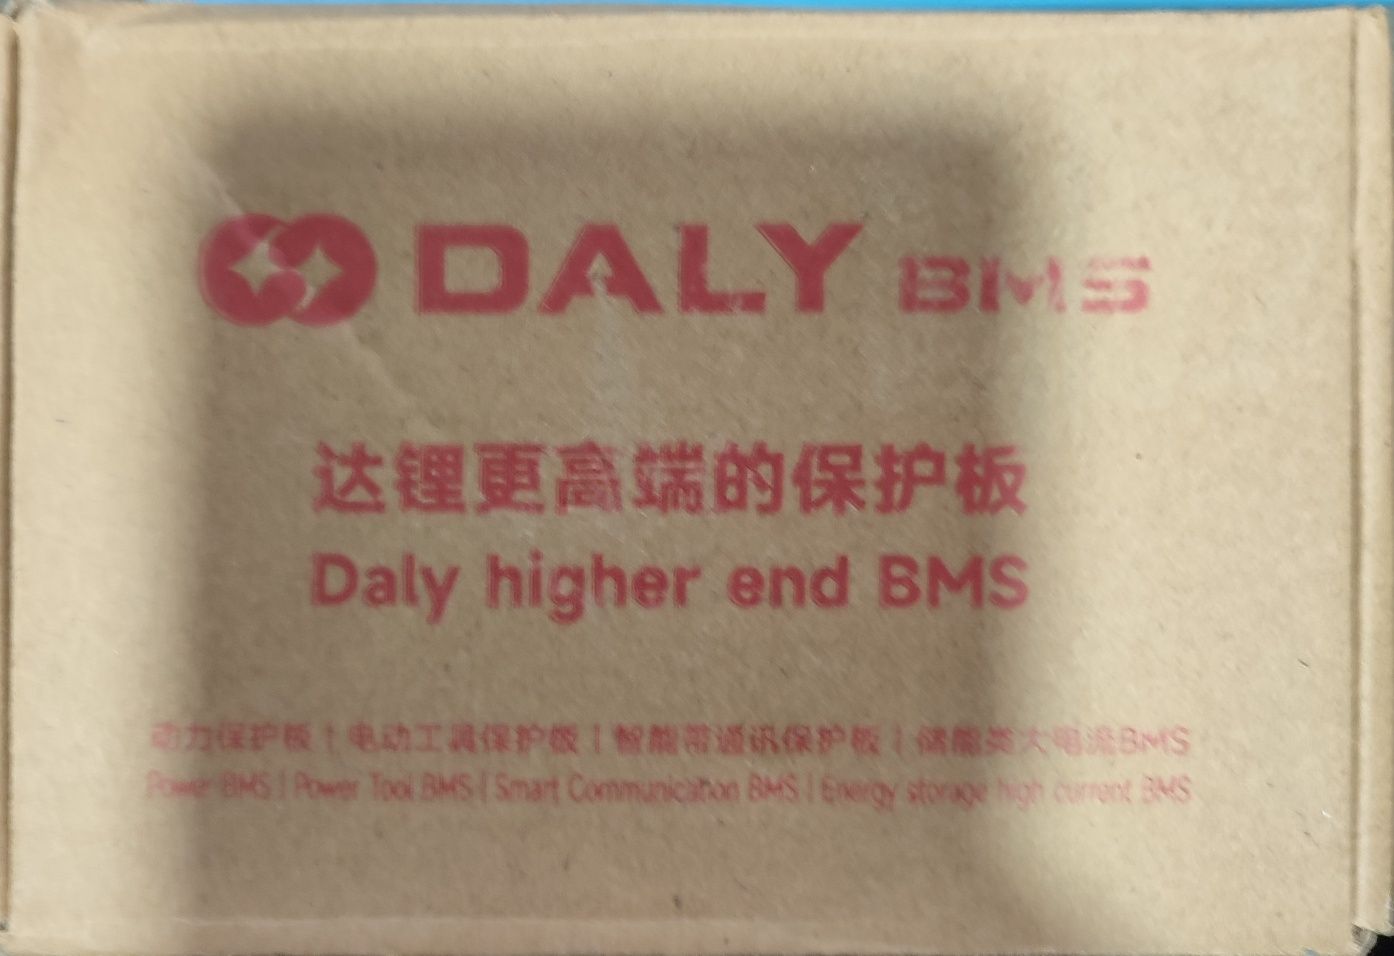 DALY BMS
达锂更高端的保护板
Daly higher end BMS
动力保护板 | 电动工具保护板 | 智能带通讯保护板 | 储能类大电流BMS
Power BMS | Power Tool BMS | Smart Communication BMS | Energy storage high current BMS